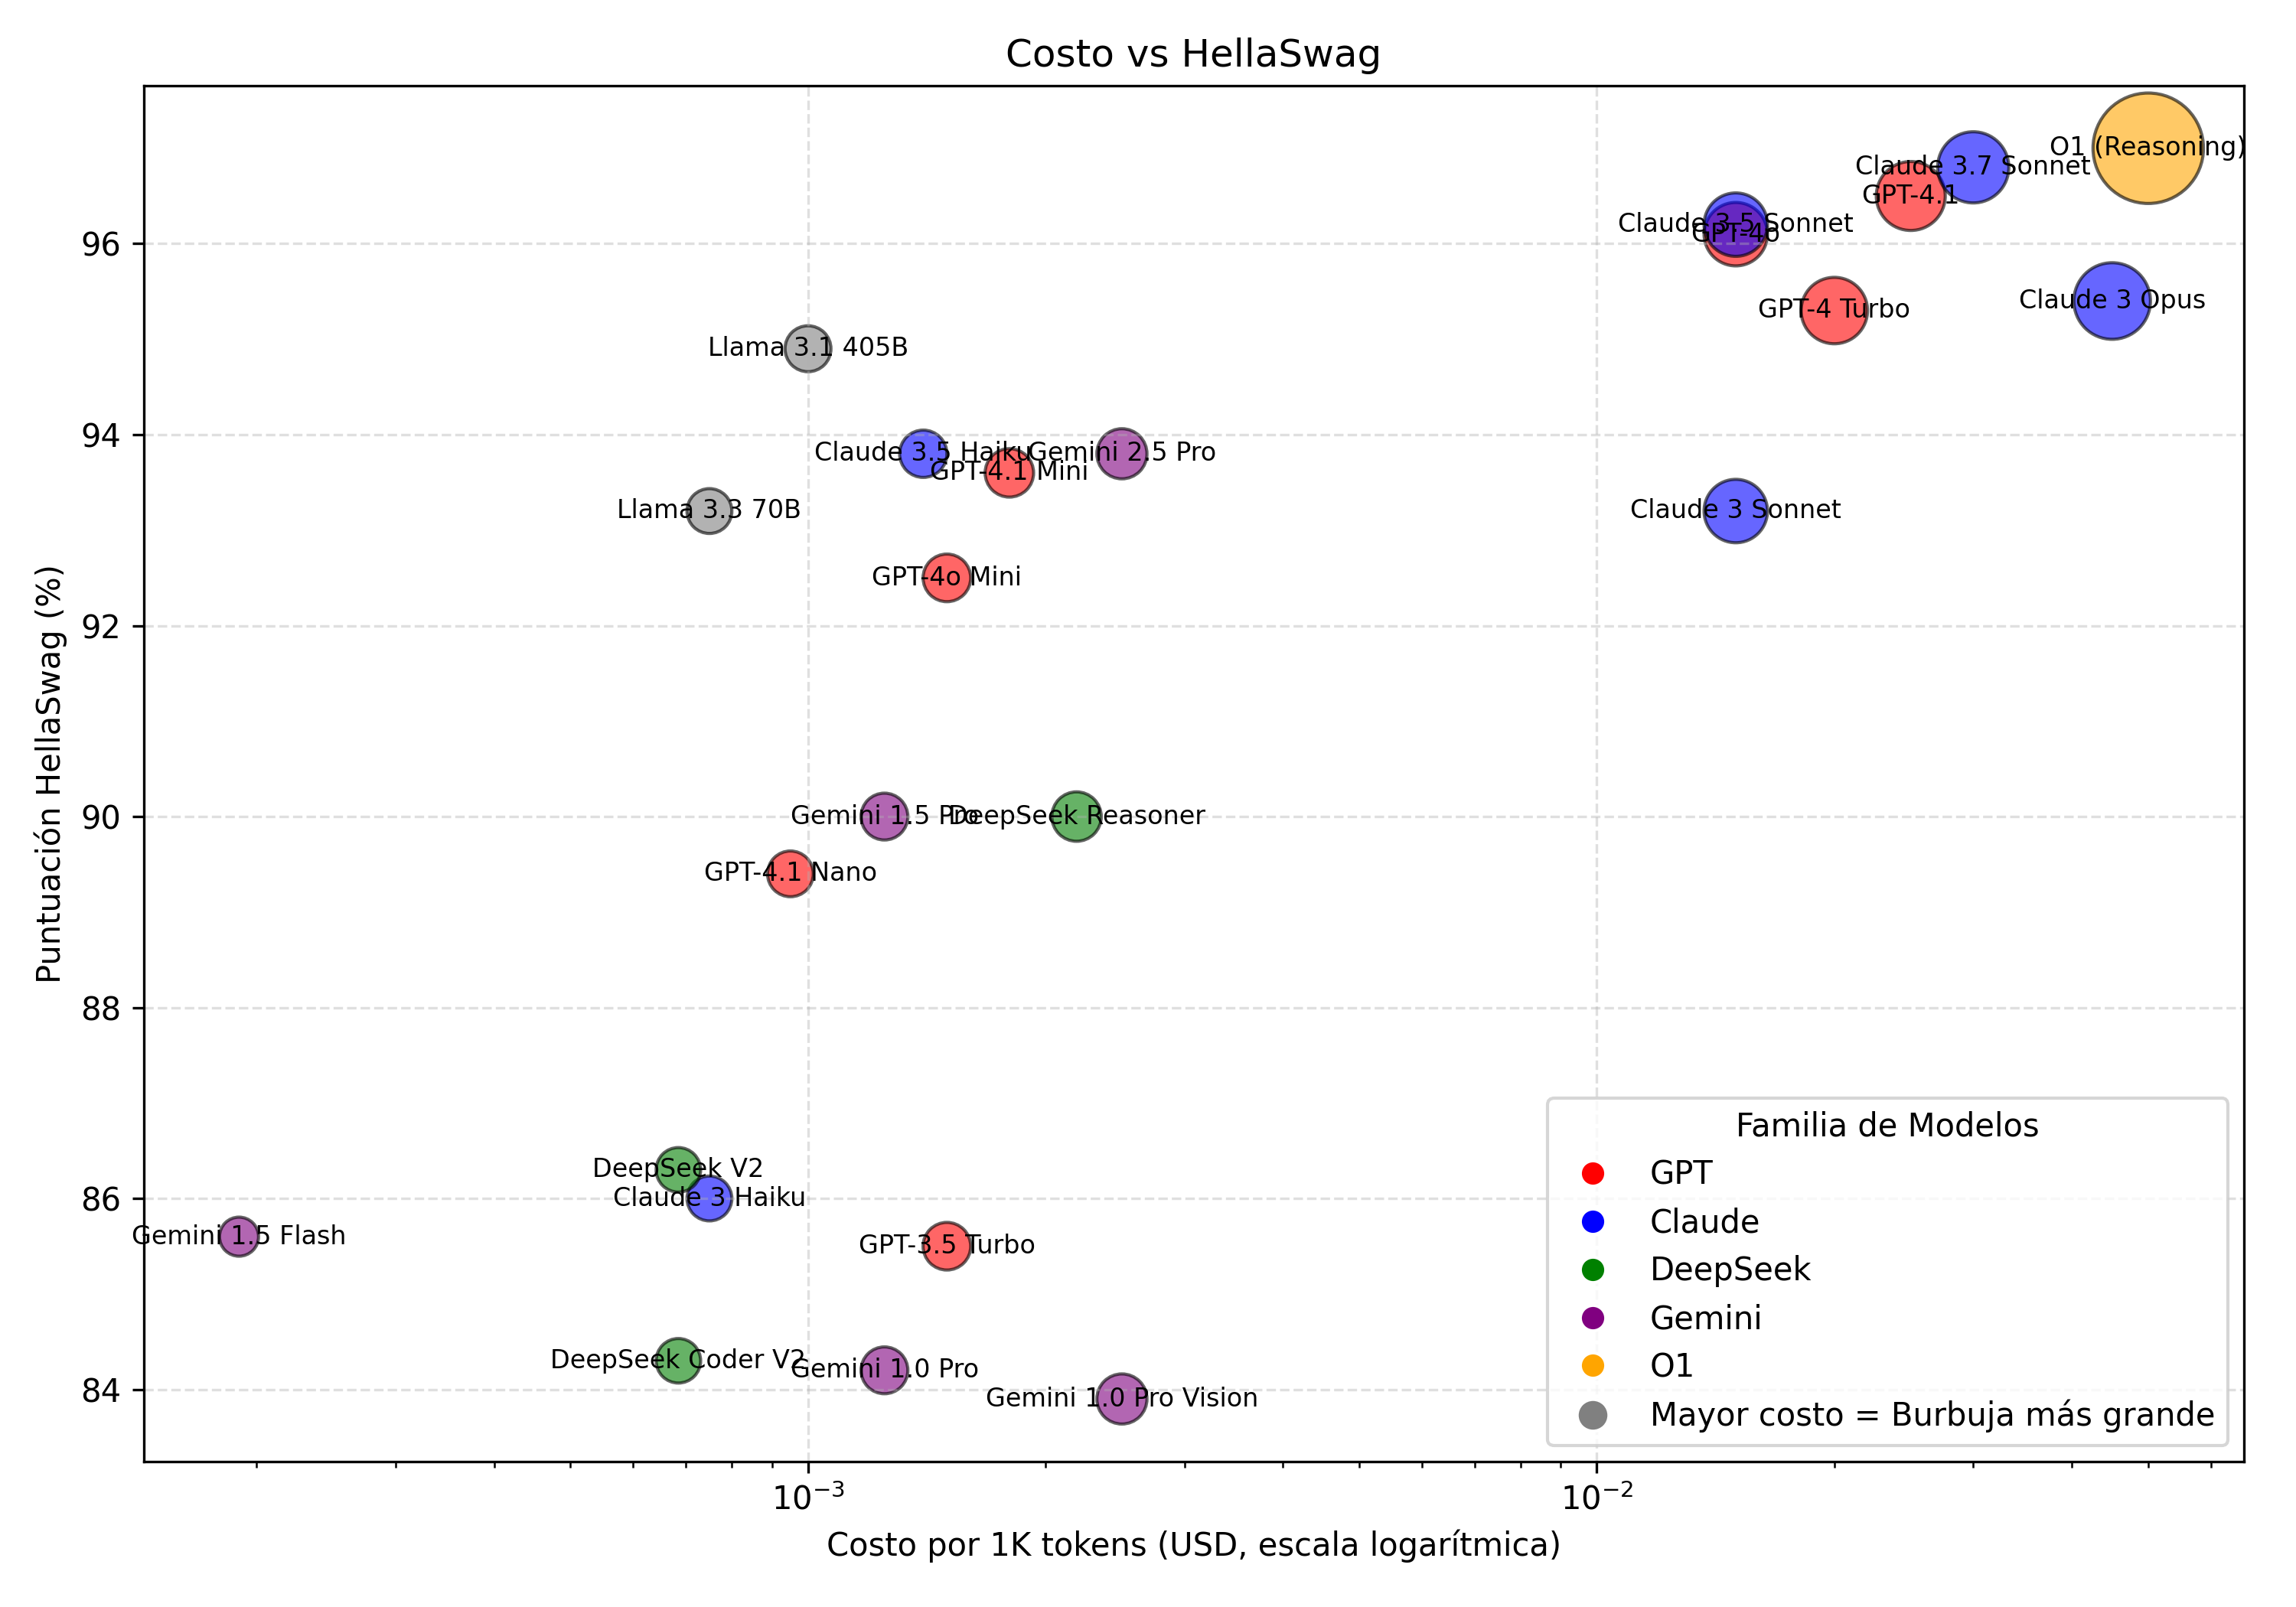 Costo vs HellaSwag
O1 (Reasoning)
Claude 3.7 Sonnet
GPT-4.1
Claude 3.5 Sonnet
GPT-4o
Claude 3 Opus
GPT-4 Turbo
Llama 3.1 405B
Claude 3.5 Haiku
Gemini 2.5 Pro
GPT-4.1 Mini
Llama 3.3 70B
Claude 3 Sonnet
GPT-4o Mini
Gemini 1.5 Pro
DeepSeek Reasoner
GPT-4.1 Nano
DeepSeek V2
Claude 3 Haiku
Gemini 1.5 Flash
GPT-3.5 Turbo
DeepSeek Coder V2
Gemini 1.0 Pro
Gemini 1.0 Pro Vision
96
94
92
90
88
86
84
Puntuación HellaSwag (%)
10⁻³
10⁻²
Costo por 1K tokens (USD, escala logarítmica)
Familia de Modelos
GPT
Claude
DeepSeek
Gemini
O1
Mayor costo = Burbuja más grande